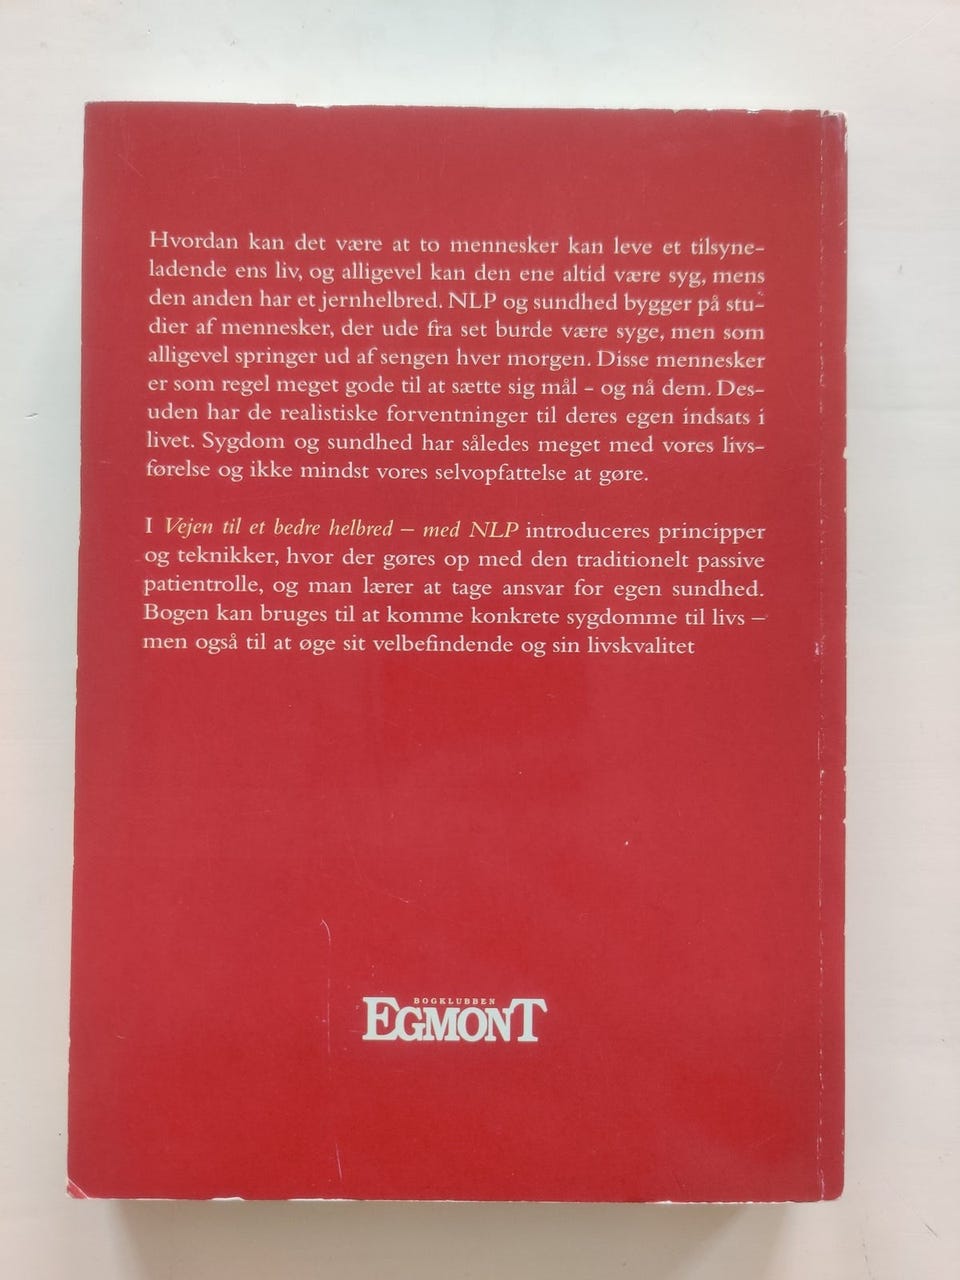 Hvordan kan det være at to mennesker kan leve et tilsyne-
ladende ens liv, og alligevel kan den ene altid være syg, mens
den anden har et jernhelbred. NLP og sundhed bygger på stu-
dier af mennesker, der ude fra set burde være syge, men som
alligevel springer ud af sengen hver morgen. Disse mennesker
er som regel meget gode til at sætte sig mål – og nå dem. Des-
uden har de realistiske forventninger til deres egen indsats i
livet. Sygdom og sundhed har således meget med vores livs-
førelse og ikke mindst vores selvopfattelse at gøre.
I Vejen til et bedre helbred – med NLP introduceres principper
og teknikker, hvor der gøres op med den traditionelt passive
patientrolle, og man lærer at tage ansvar for egen sundhed.
Bogen kan bruges til at komme konkrete sygdomme til livs –
men også til at øge sit velbefindende og sin livskvalitet
BOGKLUBBEN
EGMONT